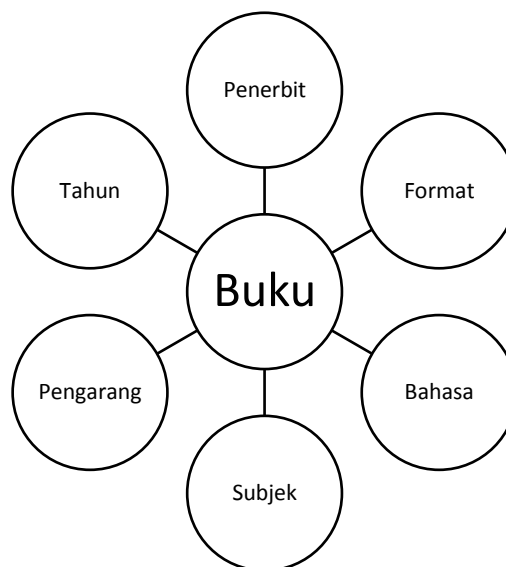 Penerbit
Tahun
Format
Buku
Pengarang
Bahasa
Subjek